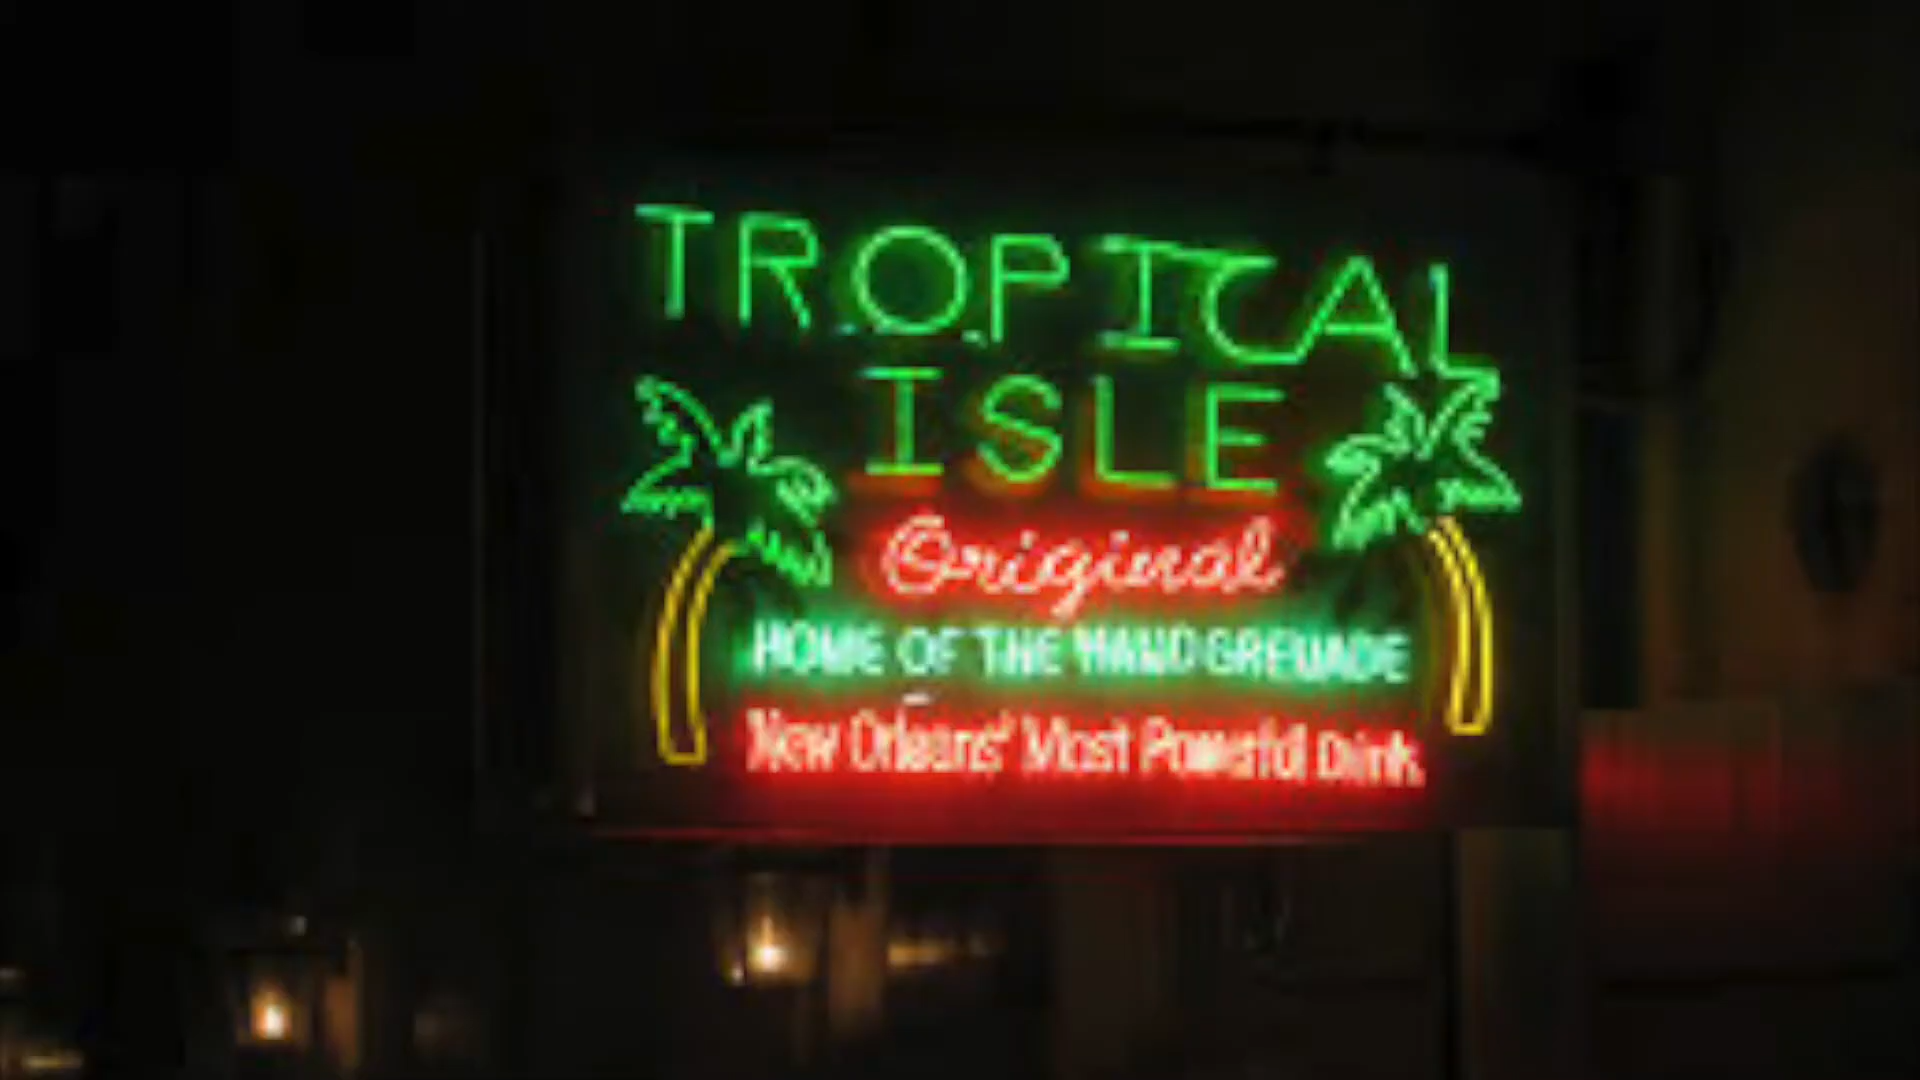 TROPICAL
ISLE
Original
HOME OF THE HAND GRENADE
New Orleans' Most Powerful Drink